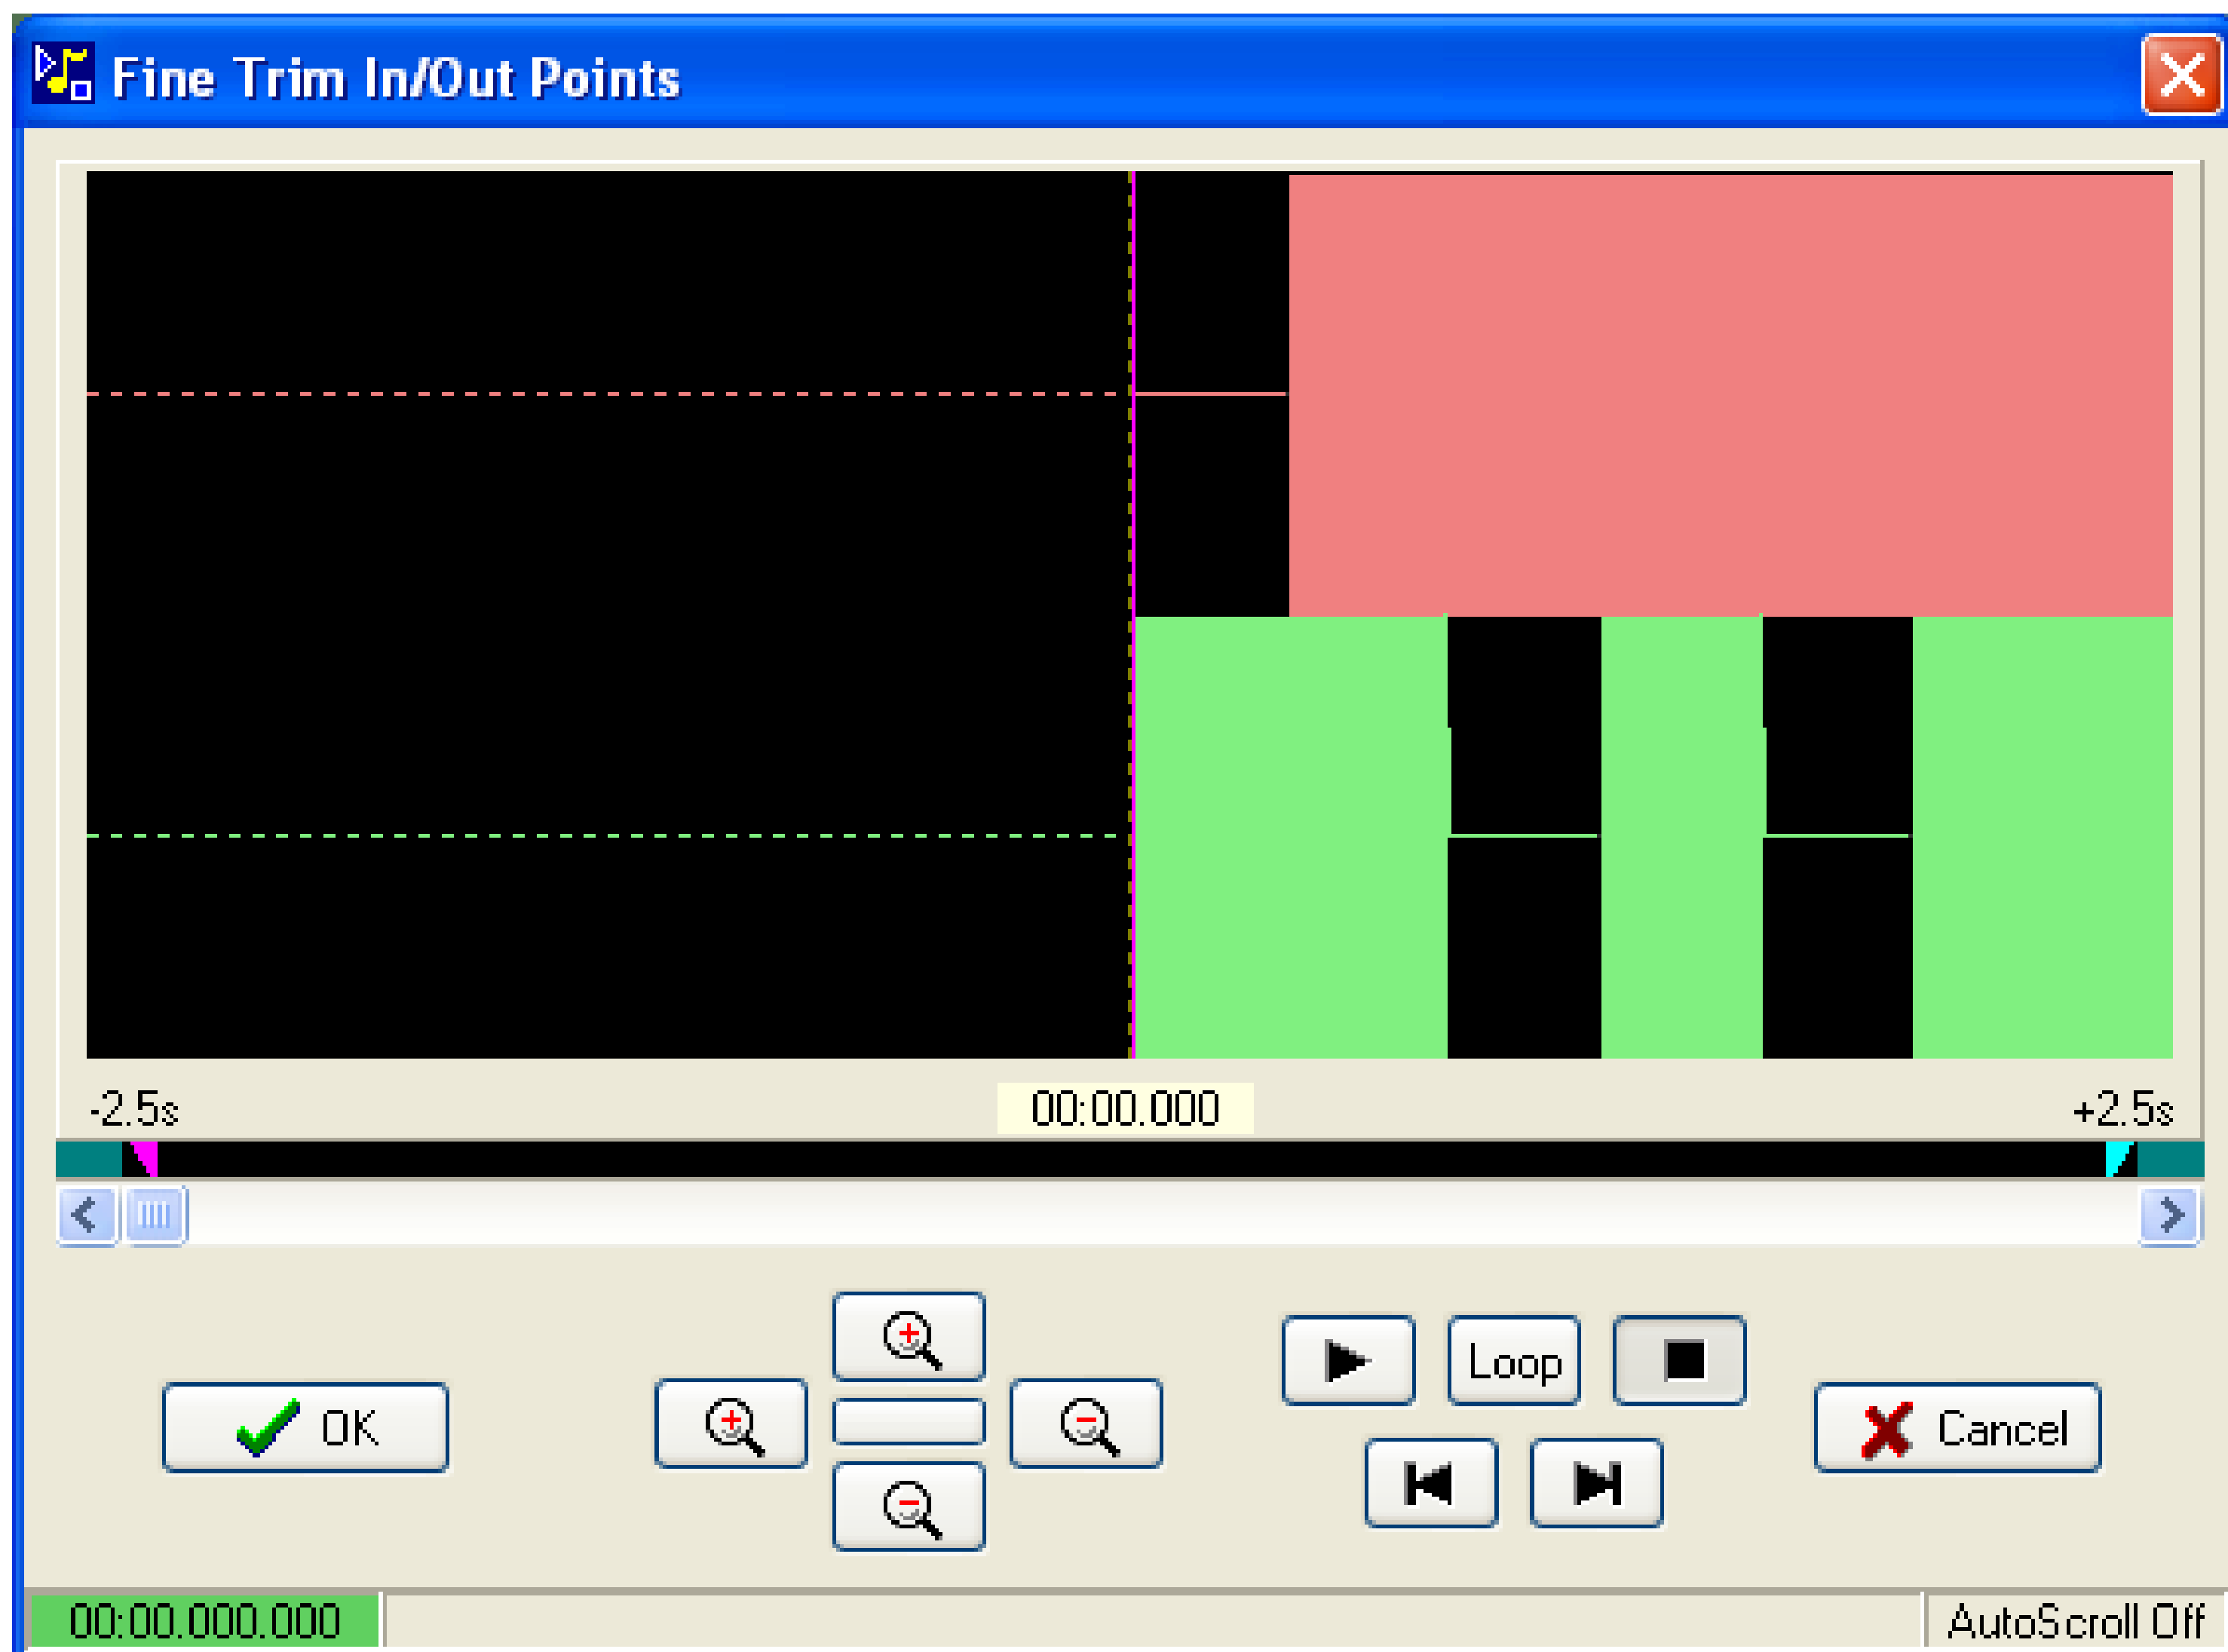 Fine Trim In/Out Points
-2.5s 00:00.000 +2.5s
Loop
OK
Cancel
00:00.000.000 AutoScroll Off